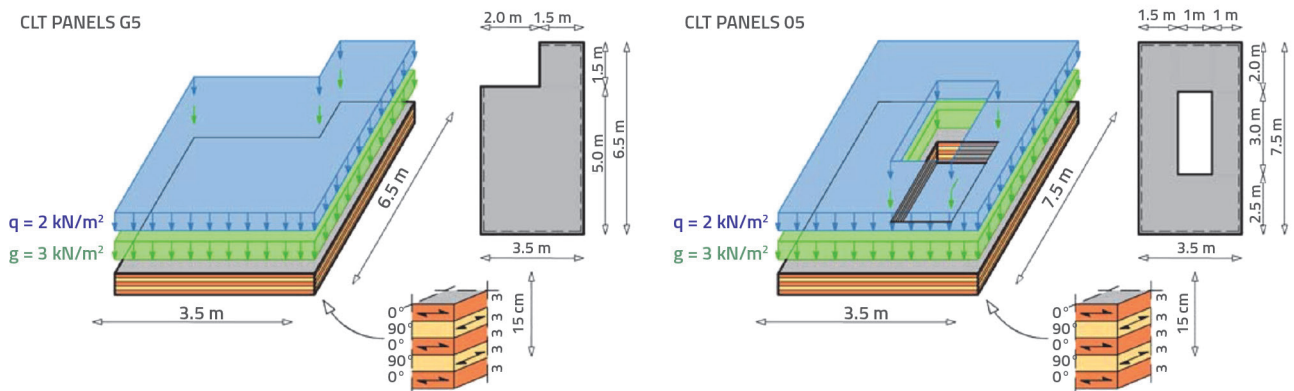 CLT PANELS G5
2.0 m 1.5 m
1.5 m
5.0 m
6.5 m
3.5 m
6.5 m
q = 2 kN/m²
g = 3 kN/m²
3.5 m
0°
90°
0°
90°
0°
3
3
3
3
3
15 cm
CLT PANELS 05
1.5 m 1m 1 m
2.0 m
3.0 m
2.5 m
7.5 m
3.5 m
7.5 m
q = 2 kN/m²
g = 3 kN/m²
3.5 m
0°
90°
0°
90°
0°
3
3
3
3
3
15 cm